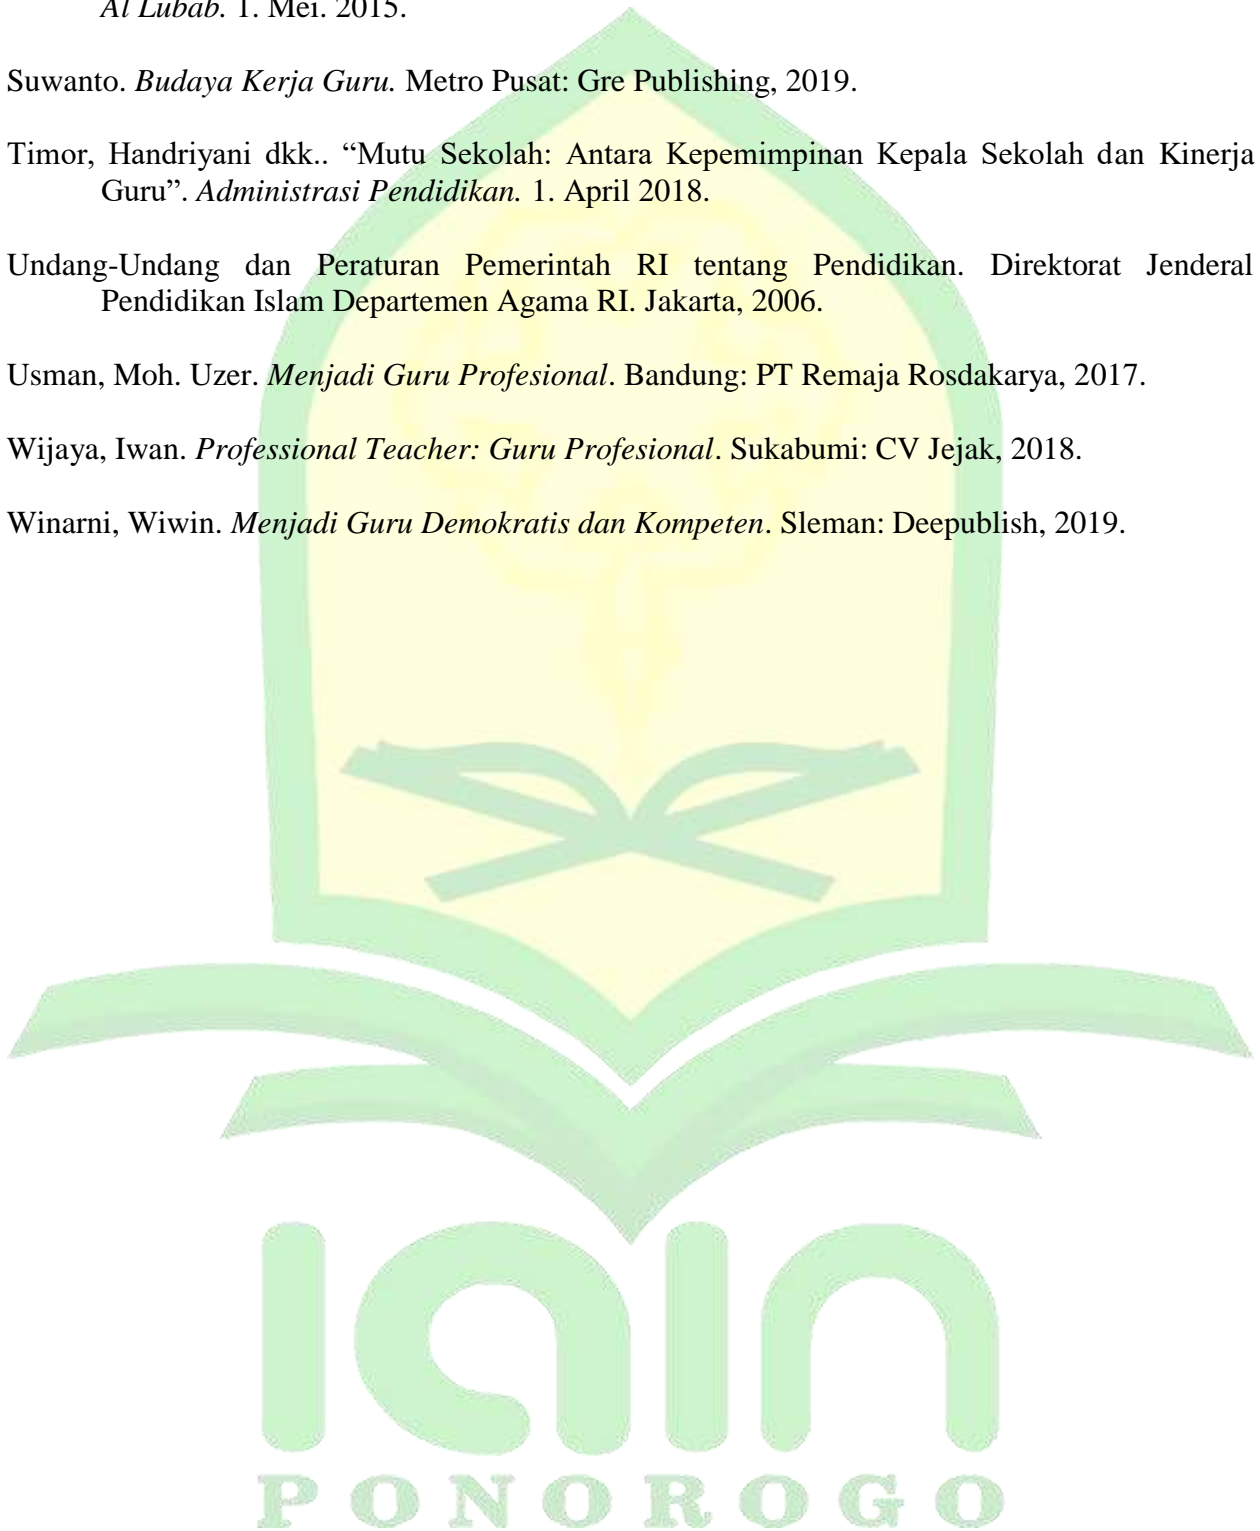 Al Lubab. 1. Mei. 2015.
Suwanto. Budaya Kerja Guru. Metro Pusat: Gre Publishing, 2019.
Timor, Handriyani dkk.. “Mutu Sekolah: Antara Kepemimpinan Kepala Sekolah dan Kinerja
Guru”. Administrasi Pendidikan. 1. April 2018.
Undang-Undang dan Peraturan Pemerintah RI tentang Pendidikan. Direktorat Jenderal
Pendidikan Islam Departemen Agama RI. Jakarta, 2006.
Usman, Moh. Uzer. Menjadi Guru Profesional. Bandung: PT Remaja Rosdakarya, 2017.
Wijaya, Iwan. Professional Teacher: Guru Profesional. Sukabumi: CV Jejak, 2018.
Winarni, Wiwin. Menjadi Guru Demokratis dan Kompeten. Sleman: Deepublish, 2019.
iain
PONOROGO